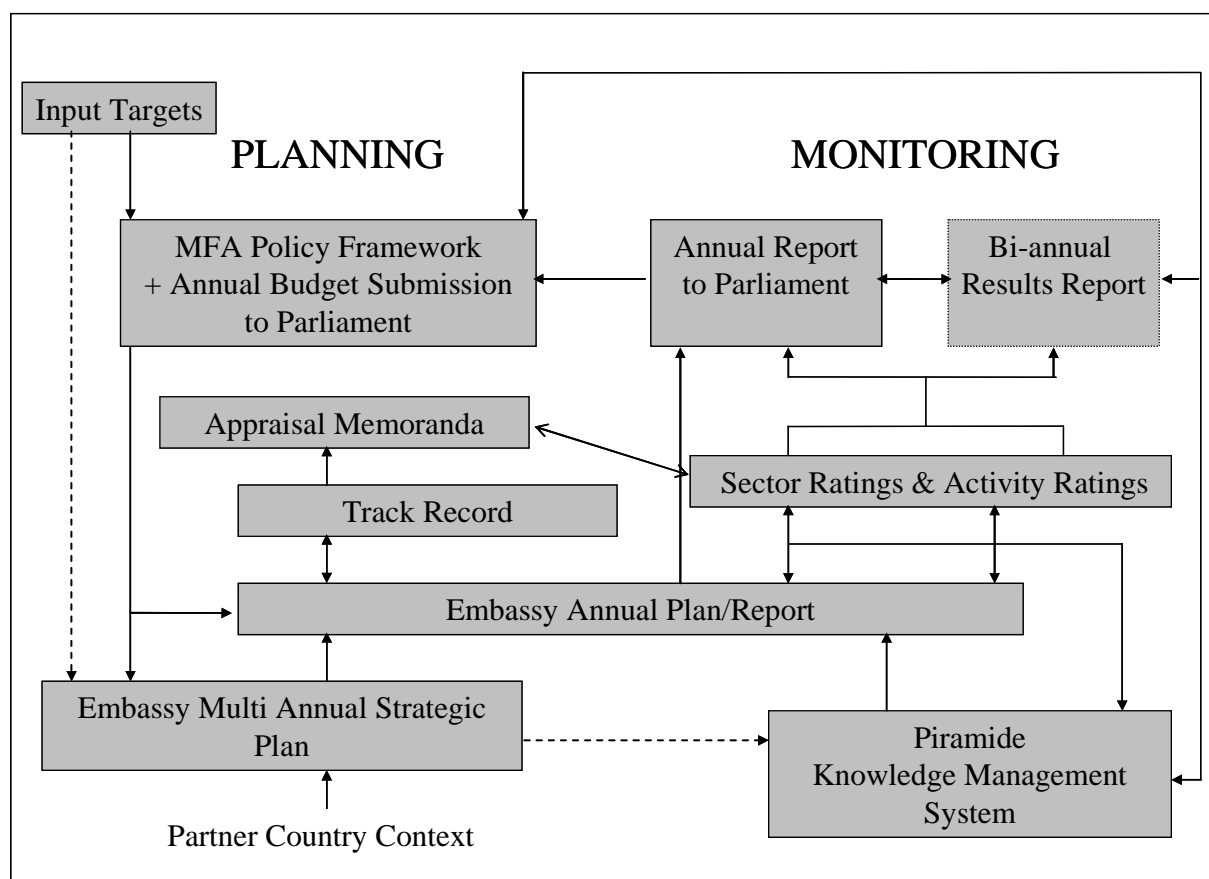 Input Targets
PLANNING
MONITORING
MFA Policy Framework
+ Annual Budget Submission
to Parliament
Annual Report
to Parliament
Bi-annual
Results Report
Appraisal Memoranda
Sector Ratings & Activity Ratings
Track Record
Embassy Annual Plan/Report
Embassy Multi Annual Strategic
Plan
Piramide
Knowledge Management
System
Partner Country Context